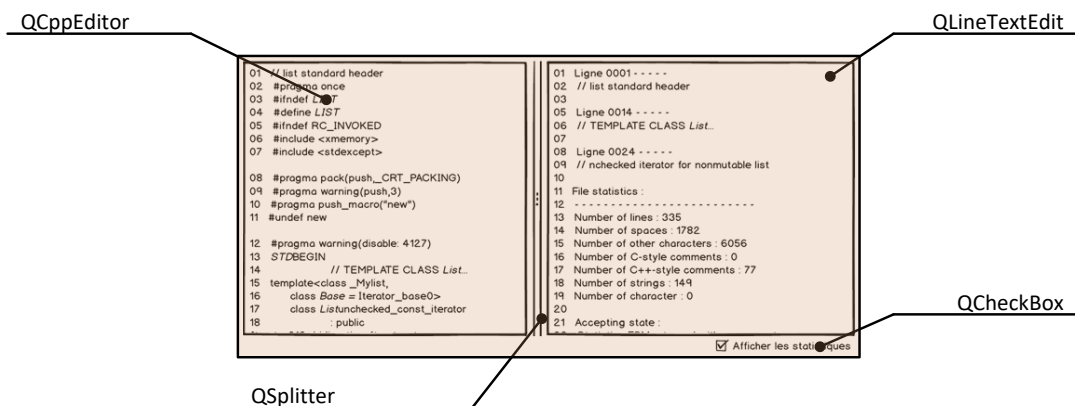 QCppEditor
QLineTextEdit
01 // list standard header
02 #pragma once
03 #ifndef LIST
04 #define LIST
05 #ifndef RC_INVOKED
06 #include <xmemory>
07 #include <stdexcept>
08 #pragma pack(push,_CRT_PACKING)
09 #pragma warning(push,3)
10 #pragma push_macro("new")
11 #undef new
12 #pragma warning(disable: 4127)
13 STDBEGIN
14 // TEMPLATE CLASS List...
15 template<class _Mylist,
16 class Base = Iterator_base0>
17 class Listunchecked_const_iterator
18 : public
01 Ligne 0001 - - - - -
02 // list standard header
03
05 Ligne 0014 - - - - -
06 // TEMPLATE CLASS List...
07
08 Ligne 0024 - - - - -
09 // nchecked iterator for nonmutable list
10
11 File statistics :
12 - - - - - - - - - - - - - - - - - - - - - - - - -
13 Number of lines : 335
14 Number of spaces : 1782
15 Number of other characters : 6056
16 Number of C-style comments : 0
17 Number of C++-style comments : 77
18 Number of strings : 149
19 Number of character : 0
20
21 Accepting state :
Afficher les statistiques
QCheckBox
QSplitter